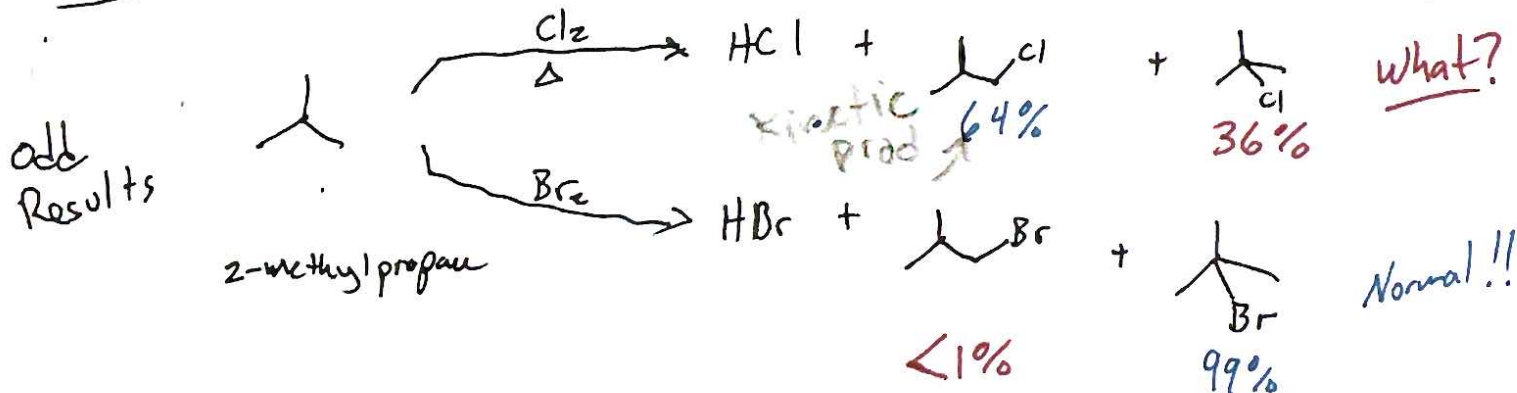 Cl2
Δ
HCl + Cl + Cl What?
kinetic
prod 64% 36%
odd
Results
Br2
HBr + Br + Br Normal!!
2-methylpropane
<1% 99%